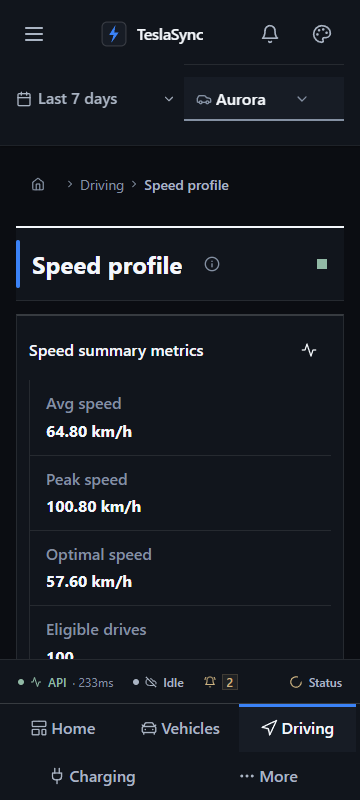 TeslaSync
Last 7 days
Aurora
Driving
Speed profile
Speed profile
Speed summary metrics
Avg speed
64.80 km/h
Peak speed
100.80 km/h
Optimal speed
57.60 km/h
Eligible drives
100
API · 233ms
Idle
2
Status
Home
Vehicles
Driving
Charging
More